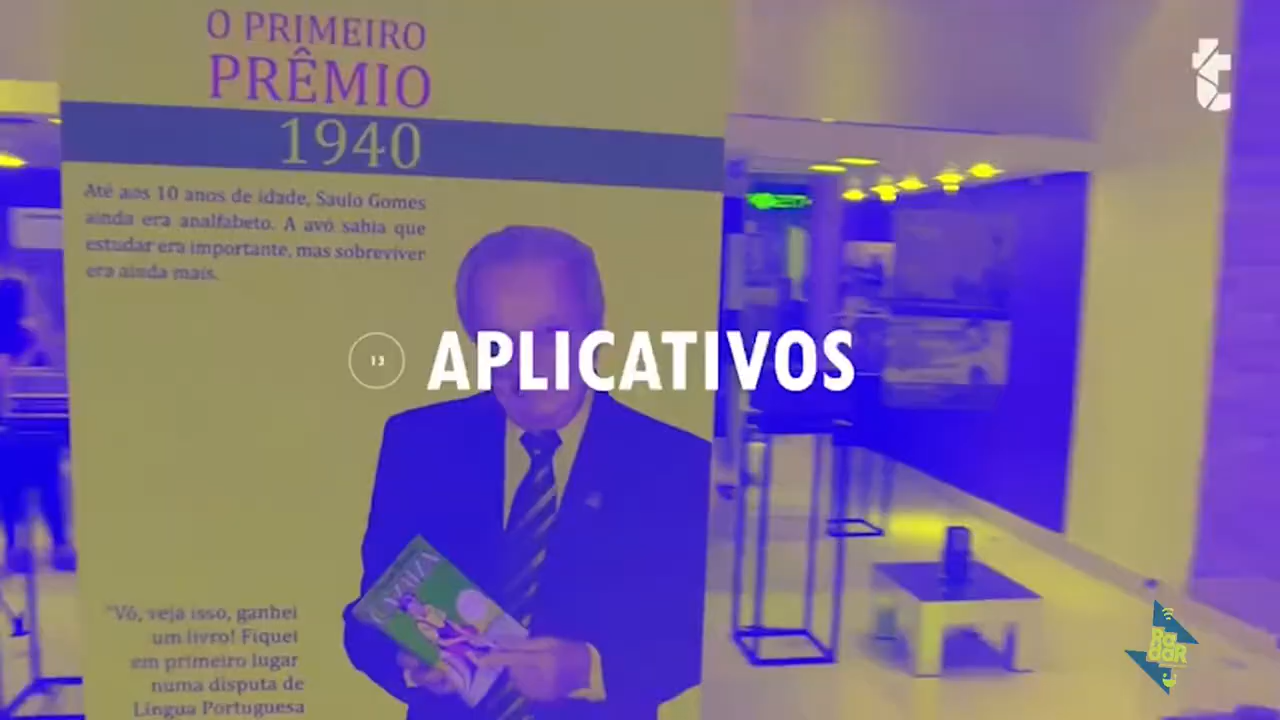 O PRIMEIRO
PRÊMIO
1940
Até aos 10 anos de idade, Saulo Gomes
ainda era analfabeto. A avó sabia que
estudar era importante, mas sobreviver
era ainda mais.
13 APLICATIVOS
"Vó, veja isso, ganhei
um livro! Fiquei
em primeiro lugar
numa disputa de
Língua Portuguesa
t
RadaR